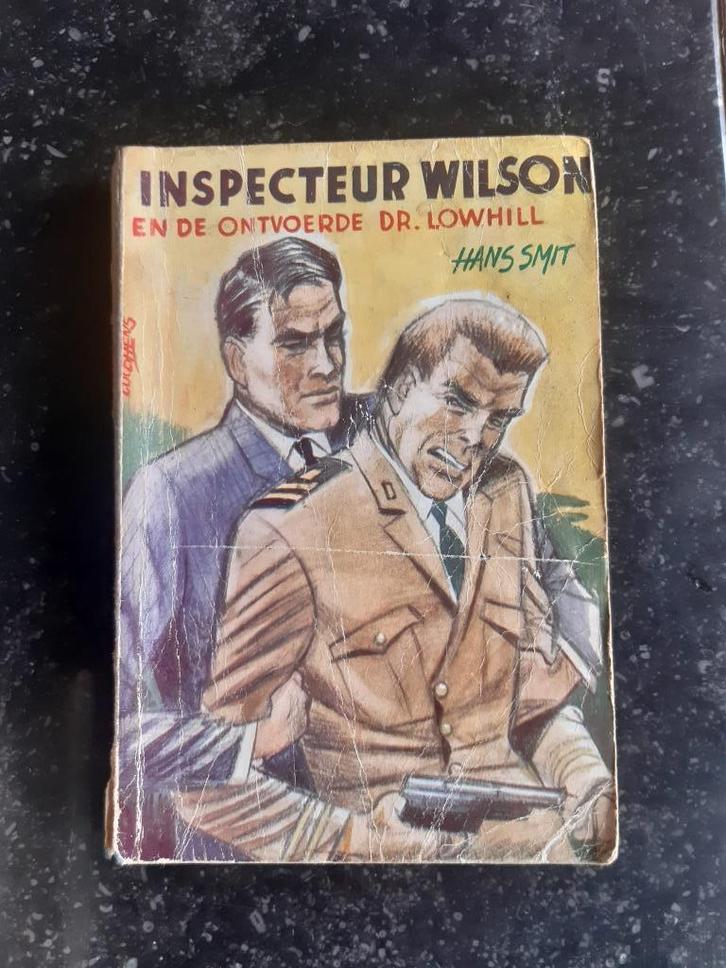 INSPECTEUR WILSON
EN DE ONTVOERDE DR. LOWHILL
HANS SMIT